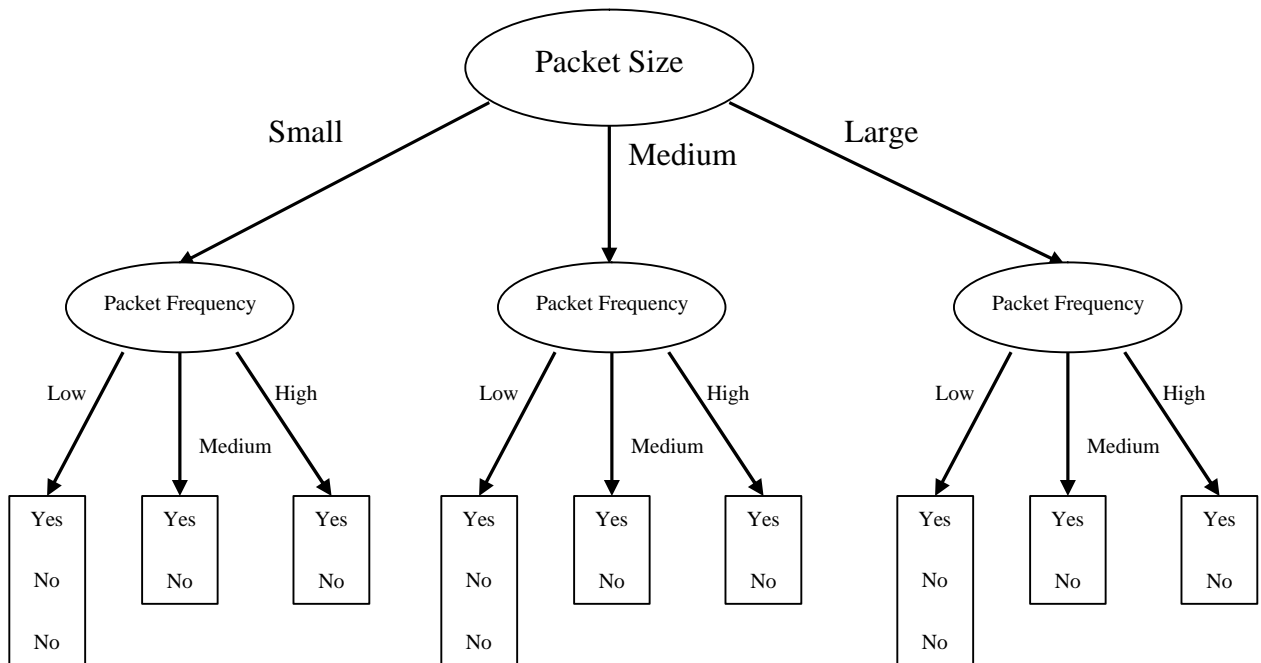 Packet Size
Small
Medium
Large
Packet Frequency
Packet Frequency
Packet Frequency
Low
High
Medium
Low
High
Medium
Low
High
Medium
Yes
No
No
Yes
No
Yes
No
Yes
No
No
Yes
No
Yes
No
Yes
No
No
Yes
No
Yes
No